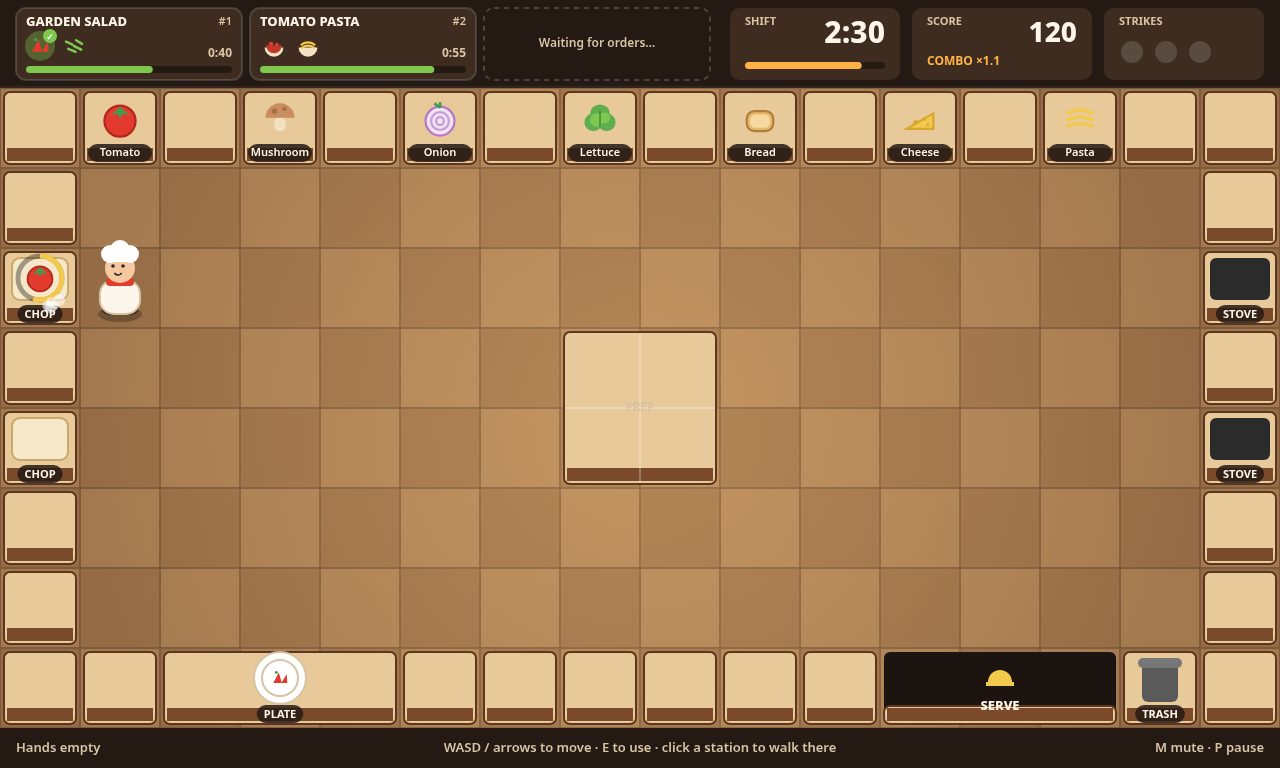 GARDEN SALAD #1
0:40
TOMATO PASTA #2
0:55
Waiting for orders...
SHIFT
2:30
SCORE
120
COMBO ×1.1
STRIKES
Tomato
Mushroom
Onion
Lettuce
Bread
Cheese
Pasta
CHOP
STOVE
PREP
CHOP
STOVE
PLATE
SERVE
TRASH
Hands empty
WASD / arrows to move · E to use · click a station to walk there
M mute · P pause